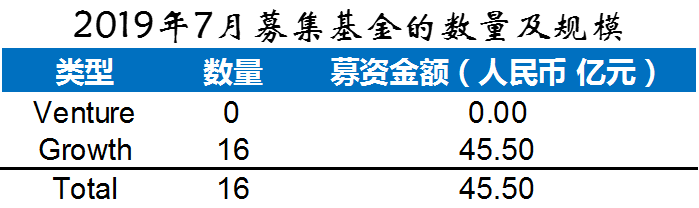 2019年7月募集基金的数量及规模
类型 数量 募资金额（人民币 亿元）
Venture 0 0.00
Growth 16 45.50
Total 16 45.50